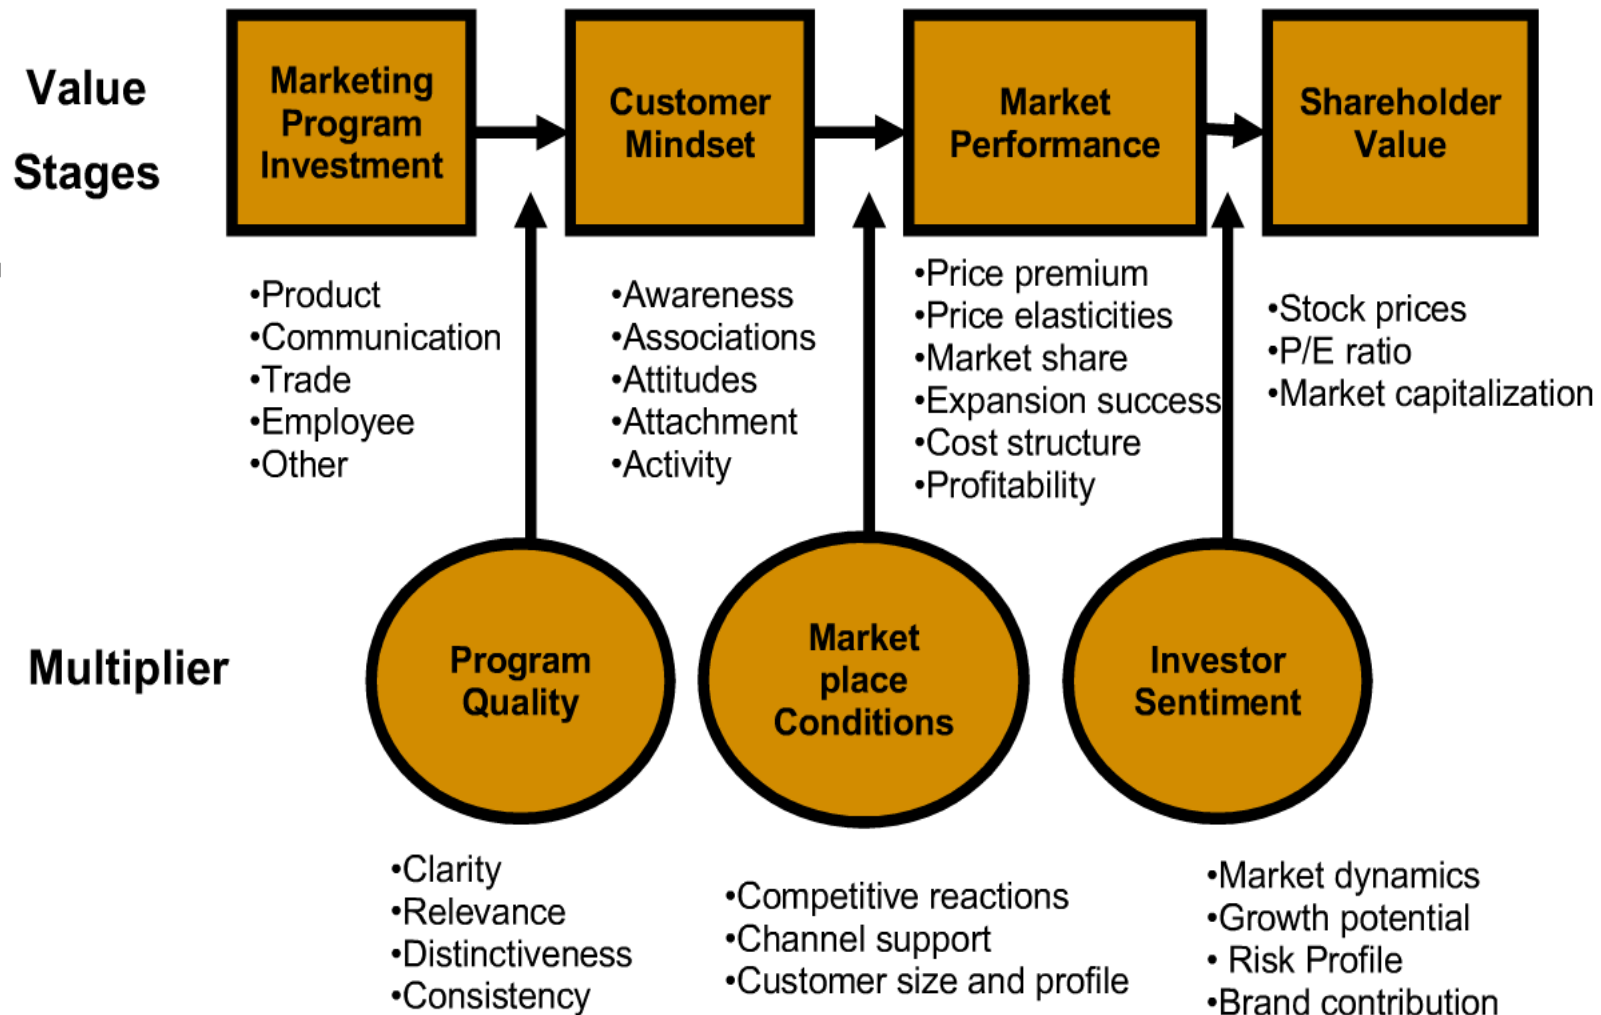 Value
Stages
Marketing
Program
Investment
Customer
Mindset
Market
Performance
Shareholder
Value
•Product
•Communication
•Trade
•Employee
•Other
•Awareness
•Associations
•Attitudes
•Attachment
•Activity
•Price premium
•Price elasticities
•Market share
•Expansion success
•Cost structure
•Profitability
•Stock prices
•P/E ratio
•Market capitalization
Multiplier
Program
Quality
Market
place
Conditions
Investor
Sentiment
•Clarity
•Relevance
•Distinctiveness
•Consistency
•Competitive reactions
•Channel support
•Customer size and profile
•Market dynamics
•Growth potential
• Risk Profile
•Brand contribution